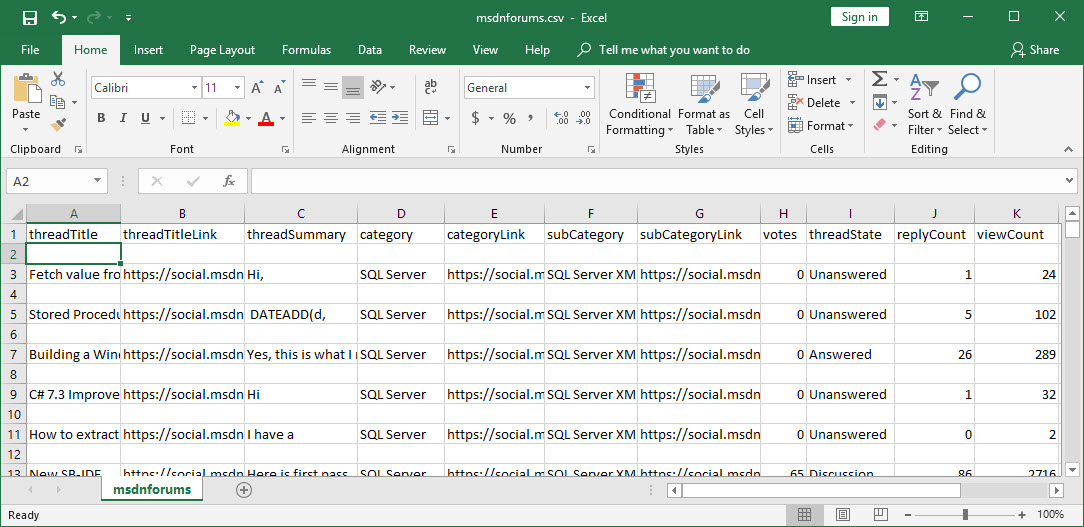 msdnforums.csv - Excel
Sign in
File Home Insert Page Layout Formulas Data Review View Help Tell me what you want to do Share
Paste
Calibri 11
B I U A
ab
General
$ % ,
Conditional Formatting
Format as Table
Cell Styles
Insert
Delete
Format
Sort & Filter
Find & Select
Clipboard Font Alignment Number Styles Cells Editing
A2 fx
A B C D E F G H I J K
1 threadTitle threadTitleLink threadSummary category categoryLink subCategory subCategoryLink votes threadState replyCount viewCount
2
3 Fetch value fro https://social.msdn Hi, SQL Server https://social.m SQL Server XM https://social.msdn 0 Unanswered 1 24
4
5 Stored Procedu https://social.msdn DATEADD(d, SQL Server https://social.m SQL Server XM https://social.msdn 0 Unanswered 5 102
6
7 Building a Win https://social.msdn Yes, this is what I SQL Server https://social.m SQL Server XM https://social.msdn 0 Answered 26 289
8
9 C# 7.3 Improve https://social.msdn Hi SQL Server https://social.m SQL Server XM https://social.msdn 0 Unanswered 1 32
10
11 How to extract https://social.msdn I have a SQL Server https://social.m SQL Server XM https://social.msdn 0 Unanswered 0 2
12
13 New SB-IDE https://social.msdn Here is first pass SQL Server https://social.m SQL Server XM https://social.msdn 65 Discussion 86 2716
msdnforums
Ready 100%